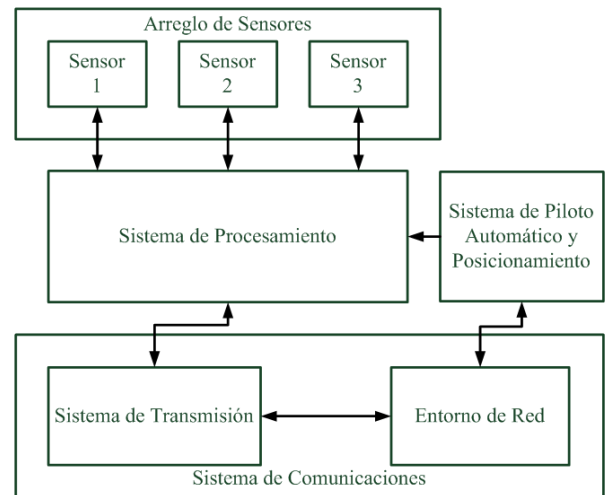 Arreglo de Sensores
Sensor
1
Sensor
2
Sensor
3
Sistema de Procesamiento
Sistema de Piloto
Automático y
Posicionamiento
Sistema de Transmisión
Entorno de Red
Sistema de Comunicaciones